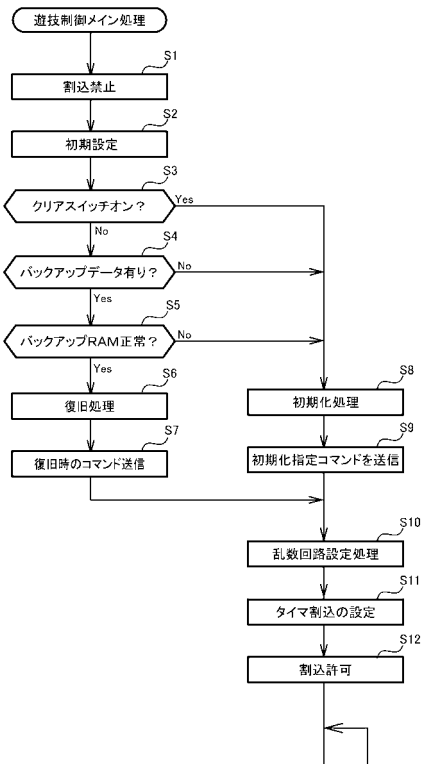 遊技制御メイン処理
S1
割込禁止
S2
初期設定
S3
クリアスイッチオン？
Yes
No
S4
バックアップデータ有り？
No
Yes
S5
バックアップRAM正常？
No
Yes
S6
復旧処理
S7
復旧時のコマンド送信
S8
初期化処理
S9
初期化指定コマンドを送信
S10
乱数回路設定処理
S11
タイマ割込の設定
S12
割込許可